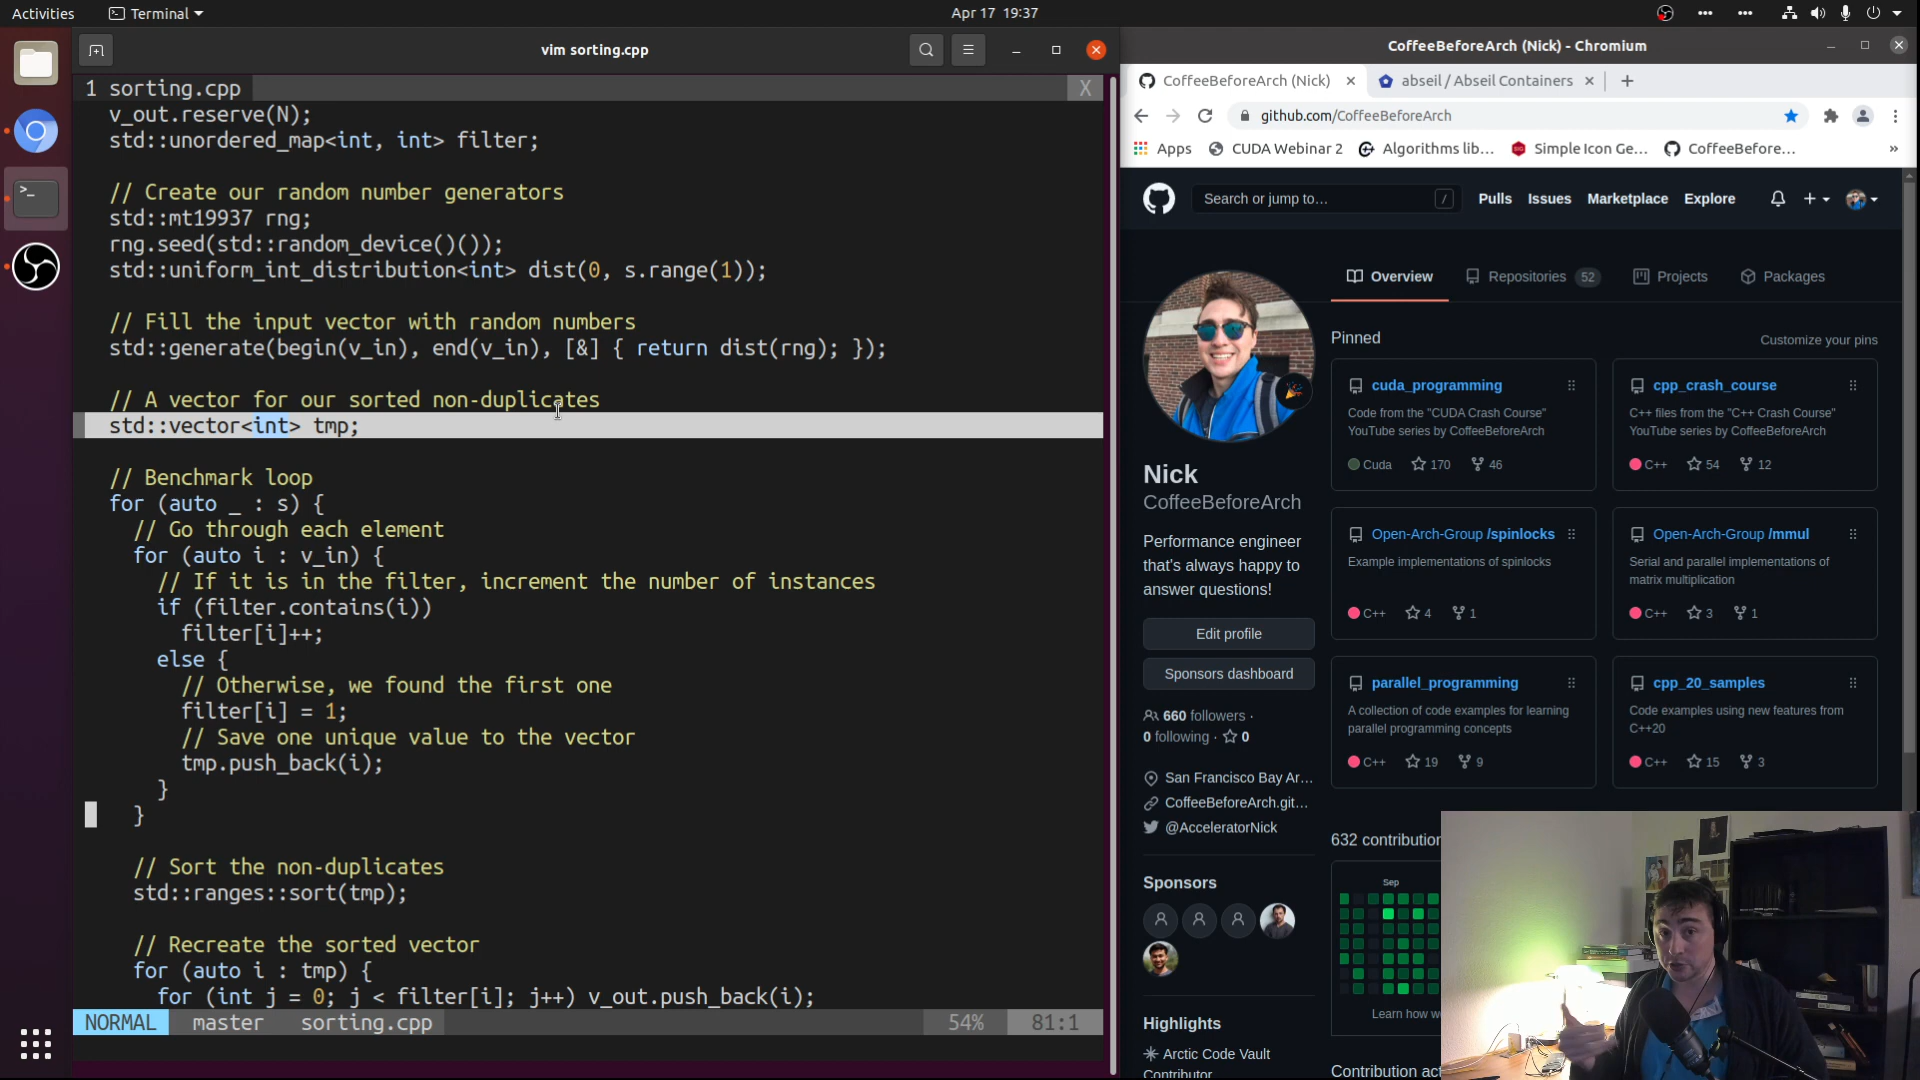 Activities
Terminal
Apr 17 19:37
vim sorting.cpp
1 sorting.cpp
X
v_out.reserve(N);
std::unordered_map<int, int> filter;
// Create our random number generators
std::mt19937 rng;
rng.seed(std::random_device()());
std::uniform_int_distribution<int> dist(0, s.range(1));
// Fill the input vector with random numbers
std::generate(begin(v_in), end(v_in), [&] { return dist(rng); });
// A vector for our sorted non-duplicates
std::vector<int> tmp;
// Benchmark loop
for (auto _ : s) {
// Go through each element
for (auto i : v_in) {
// If it is in the filter, increment the number of instances
if (filter.contains(i))
filter[i]++;
else {
// Otherwise, we found the first one
filter[i] = 1;
// Save one unique value to the vector
tmp.push_back(i);
}
}
// Sort the non-duplicates
std::ranges::sort(tmp);
// Recreate the sorted vector
for (auto i : tmp) {
for (int j = 0; j < filter[i]; j++) v_out.push_back(i);
NORMAL master sorting.cpp 54% 81:1
CoffeeBeforeArch (Nick) - Chromium
CoffeeBeforeArch (Nick)
abseil / Abseil Containers
github.com/CoffeeBeforeArch
Apps
CUDA Webinar 2
Algorithms lib...
Simple Icon Ge...
CoffeeBefore...
»
Search or jump to...
/
Pulls
Issues
Marketplace
Explore
Overview
Repositories 52
Projects
Packages
Nick
CoffeeBeforeArch
Performance engineer
that's always happy to
answer questions!
Edit profile
Sponsors dashboard
660 followers ·
0 following · 0
San Francisco Bay Ar...
CoffeeBeforeArch.git...
@AcceleratorNick
Sponsors
Highlights
Arctic Code Vault
Contributor
Pinned
Customize your pins
cuda_programming
Code from the "CUDA Crash Course"
YouTube series by CoffeeBeforeArch
Cuda 170 46
cpp_crash_course
C++ files from the "C++ Crash Course"
YouTube series by CoffeeBeforeArch
C++ 54 12
Open-Arch-Group /spinlocks
Example implementations of spinlocks
C++ 4 1
Open-Arch-Group /mmul
Serial and parallel implementations of
matrix multiplication
C++ 3 1
parallel_programming
A collection of code examples for learning
parallel programming concepts
C++ 19 9
cpp_20_samples
Code examples using new features from
C++20
C++ 15 3
632 contribution
Sep
Learn how w
Contribution act